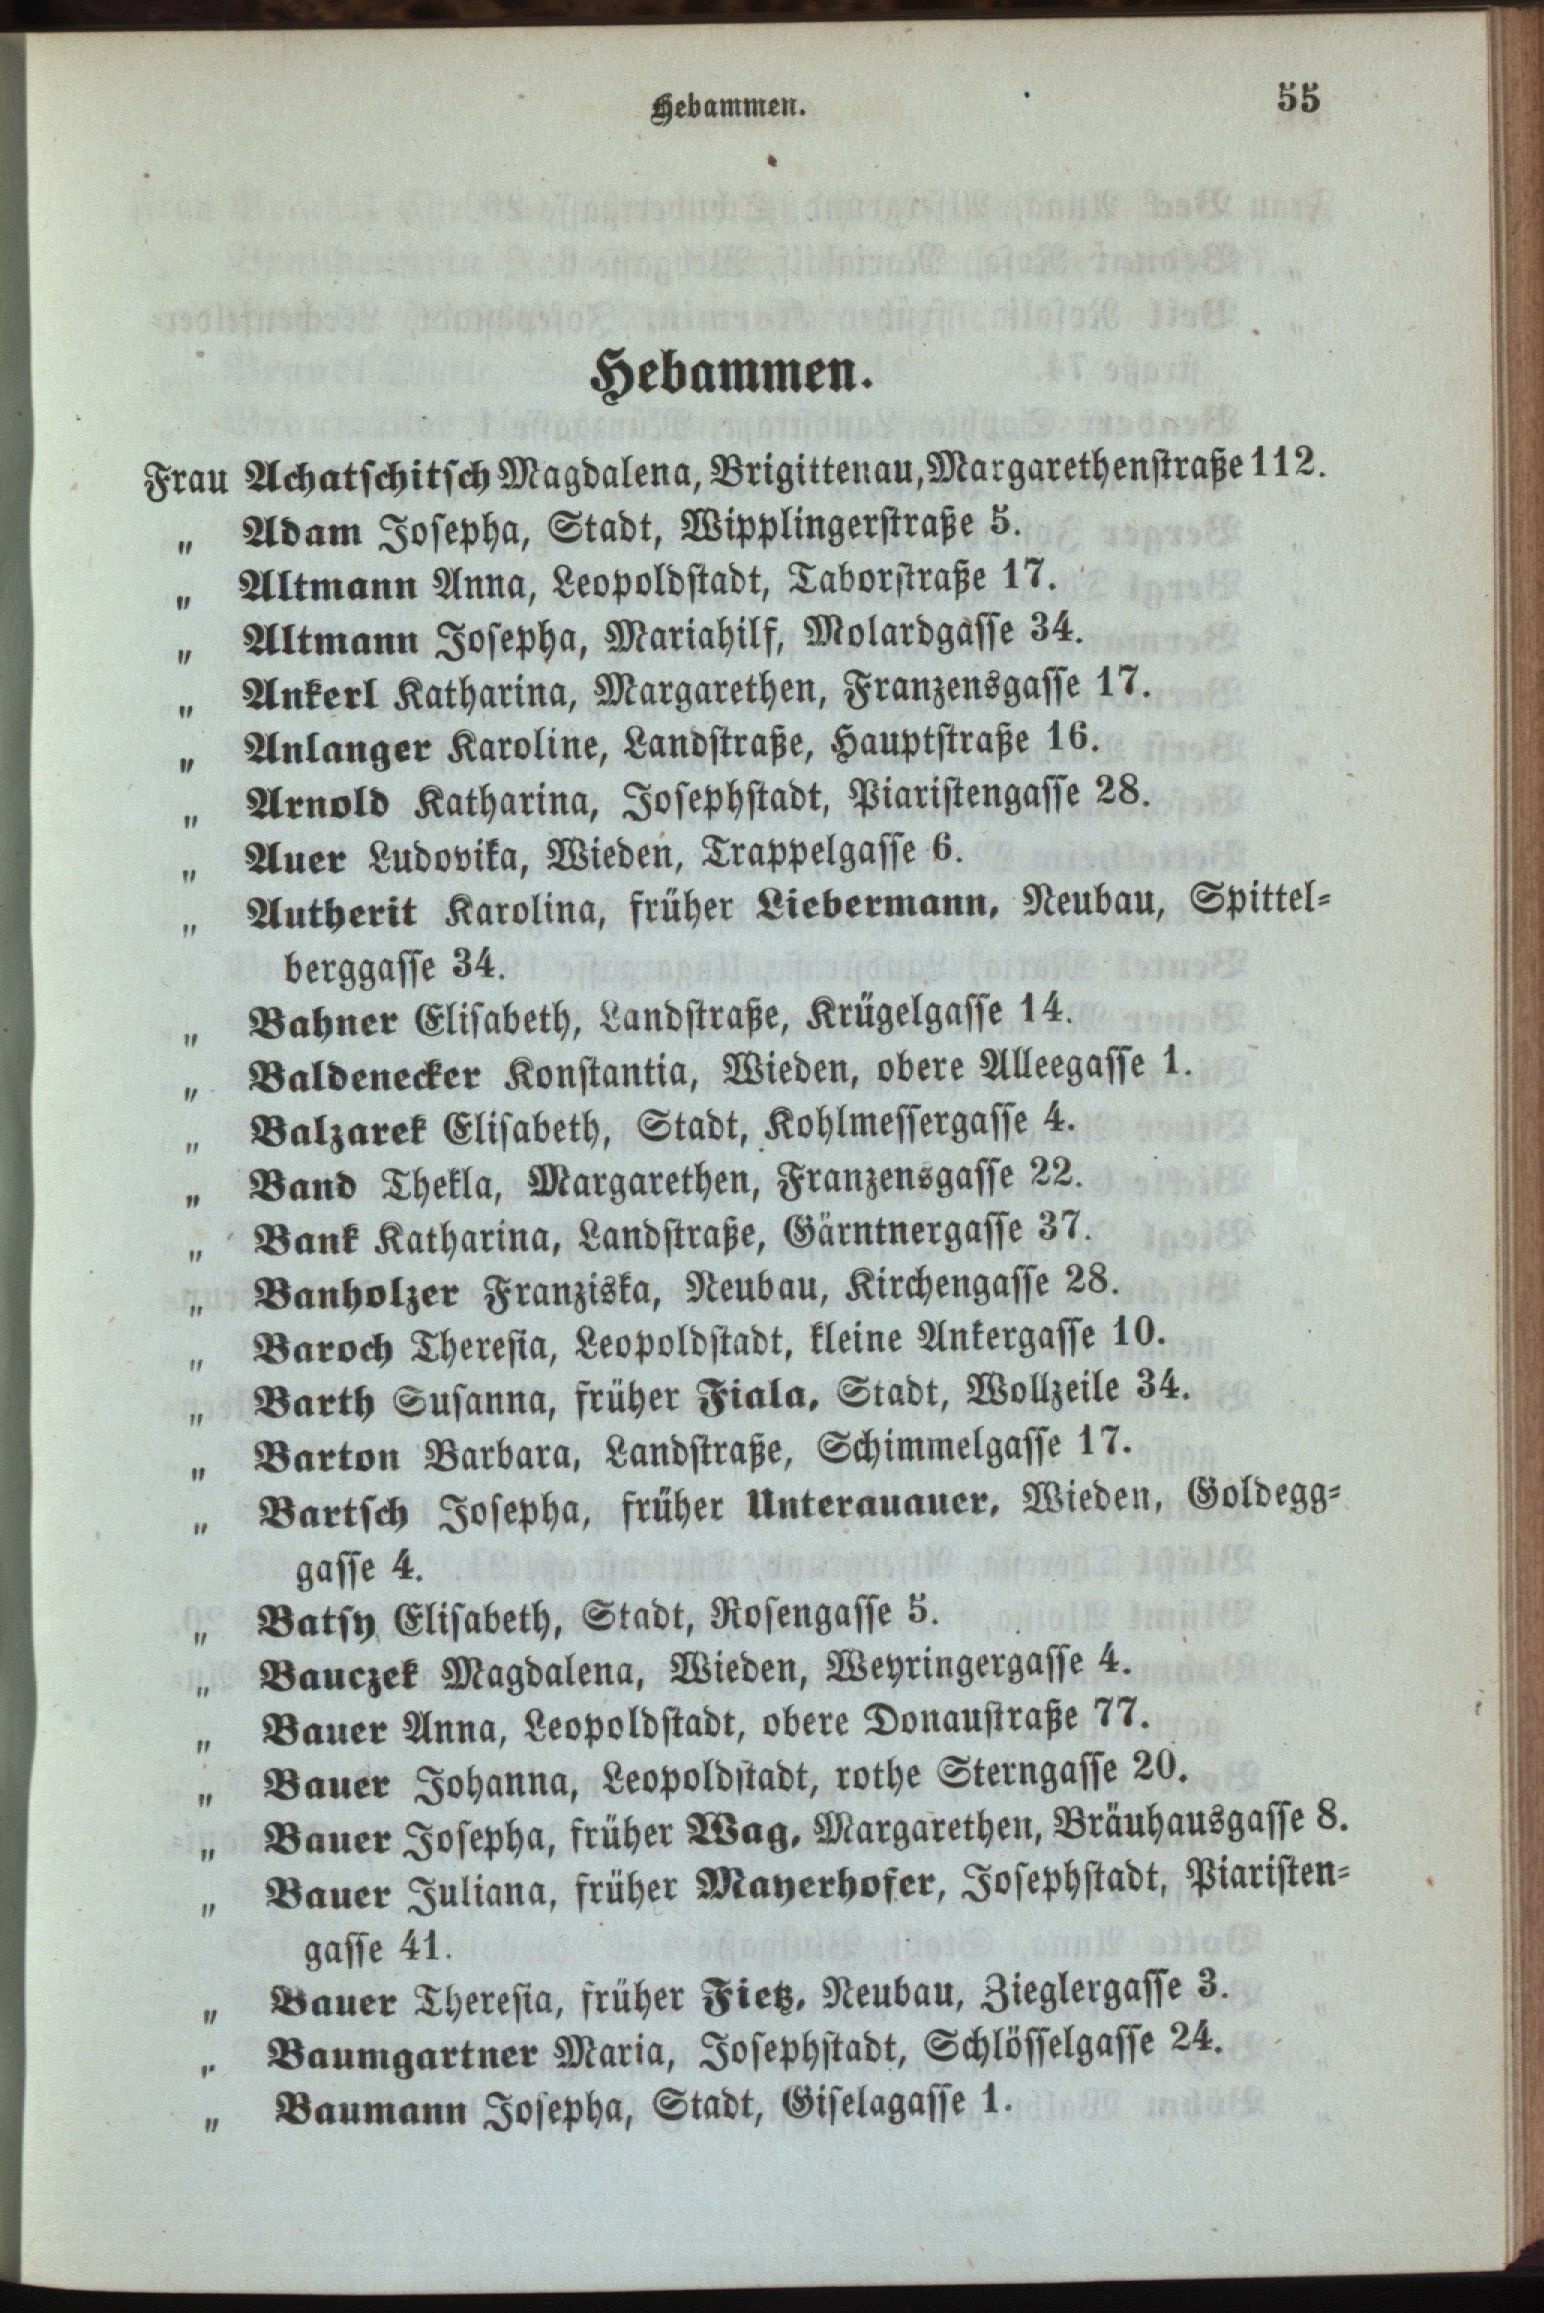 Hebammen. 55
Hebammen.
Frau Achatschitsch Magdalena, Brigittenau, Margarethenstraße 112.
„ Adam Josepha, Stadt, Wipplingerstraße 5.
„ Altmann Anna, Leopoldstadt, Taborstraße 17.
„ Altmann Josepha, Mariahilf, Molardgasse 34.
„ Ankerl Katharina, Margarethen, Franzensgasse 17.
„ Anlanger Karoline, Landstraße, Hauptstraße 16.
„ Arnold Katharina, Josephstadt, Piaristengasse 28.
„ Auer Ludovika, Wieden, Trappelgasse 6.
„ Autherit Karolina, früher Liebermann, Neubau, Spittel-
berggasse 34.
„ Bahner Elisabeth, Landstraße, Krügelgasse 14.
„ Baldenecker Konstantia, Wieden, obere Alleegasse 1.
„ Balzarek Elisabeth, Stadt, Kohlmessergasse 4.
„ Band Thekla, Margarethen, Franzensgasse 22.
„ Bank Katharina, Landstraße, Gärntnergasse 37.
„ Banholzer Franziska, Neubau, Kirchengasse 28.
„ Baroch Theresia, Leopoldstadt, kleine Ankergasse 10.
„ Barth Susanna, früher Fiala, Stadt, Wollzeile 34.
„ Barton Barbara, Landstraße, Schimmelgasse 17.
„ Bartsch Josepha, früher Unterauauer, Wieden, Goldegg-
gasse 4.
„ Batsy Elisabeth, Stadt, Rosengasse 5.
„ Bauczek Magdalena, Wieden, Weyringergasse 4.
„ Bauer Anna, Leopoldstadt, obere Donaustraße 77.
„ Bauer Johanna, Leopoldstadt, rothe Sterngasse 20.
„ Bauer Josepha, früher Wag, Margarethen, Bräuhausgasse 8.
„ Bauer Juliana, früher Mayerhofer, Josephstadt, Piaristen-
gasse 41.
„ Bauer Theresia, früher Fietz, Neubau, Zieglergasse 3.
„ Baumgartner Maria, Josephstadt, Schlösselgasse 24.
„ Baumann Josepha, Stadt, Giselagasse 1.